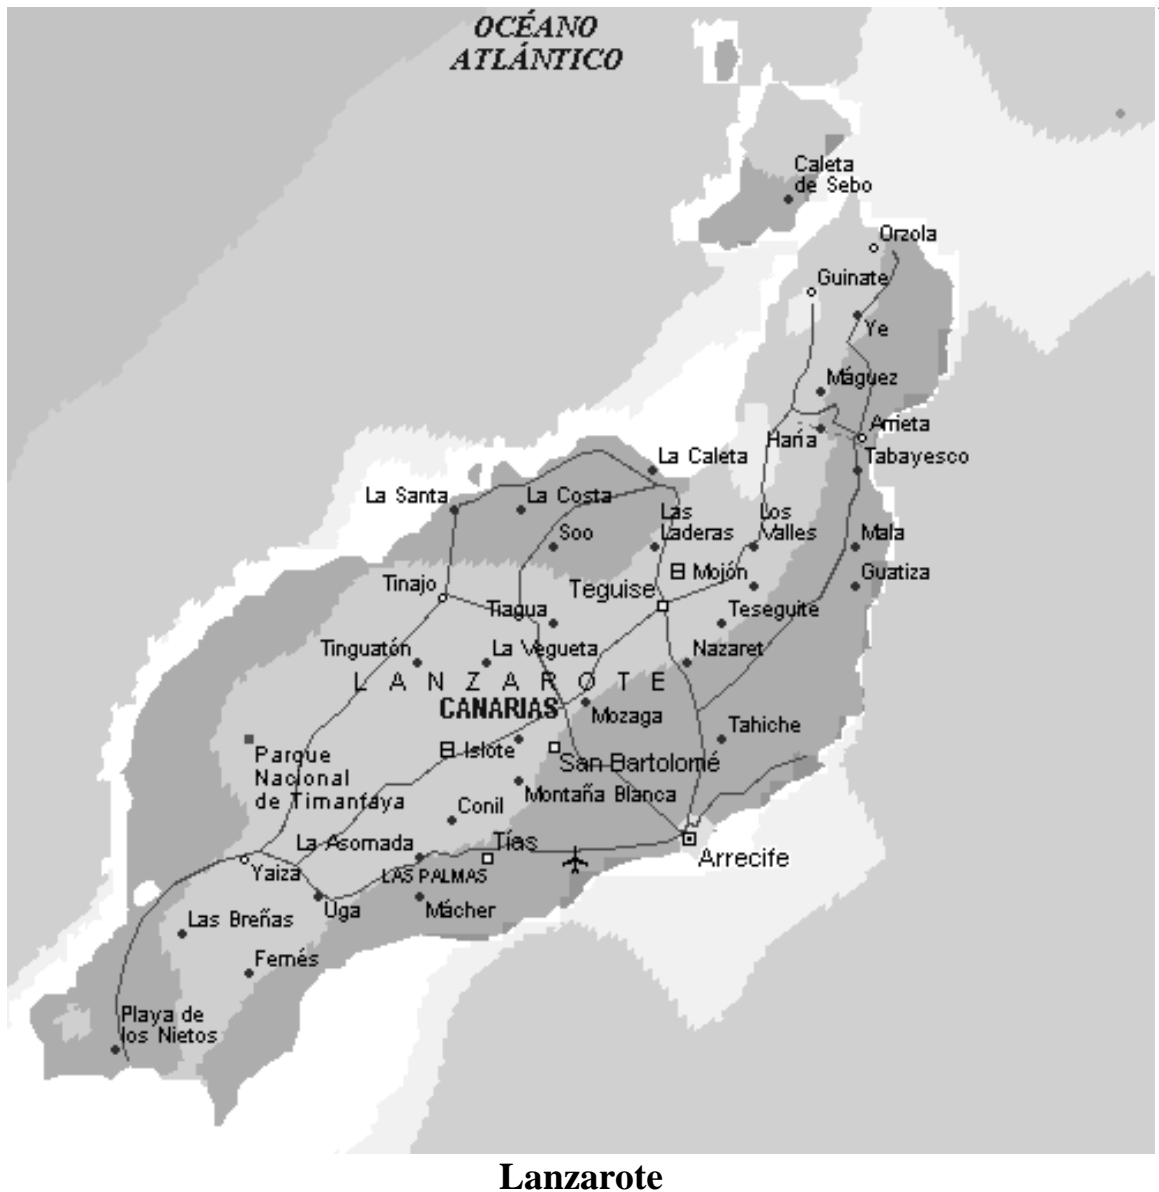 OCÉANO
ATLÁNTICO
Caleta
de Sebo
Orzola
Guinate
Ye
Máguez
Arrieta
Haría
Tabayesco
La Caleta
La Santa
La Costa
Las
Laderas
Los
Valles
Soo
Mala
Mojón
Guatiza
Tinajo
Teguise
Tiagua
Teseguite
Tinguatón
La Vegueta
Nazaret
LANZAROTE
CANARIAS
Mozaga
Tahiche
Parque
Nacional
de Timanfaya
Islote
San Bartolomé
Montaña Blanca
Conil
La Asomada
Tías
Arrecife
Yaiza
LAS PALMAS
Uga
Mácher
Las Breñas
Femés
Playa de
los Nietos
Lanzarote